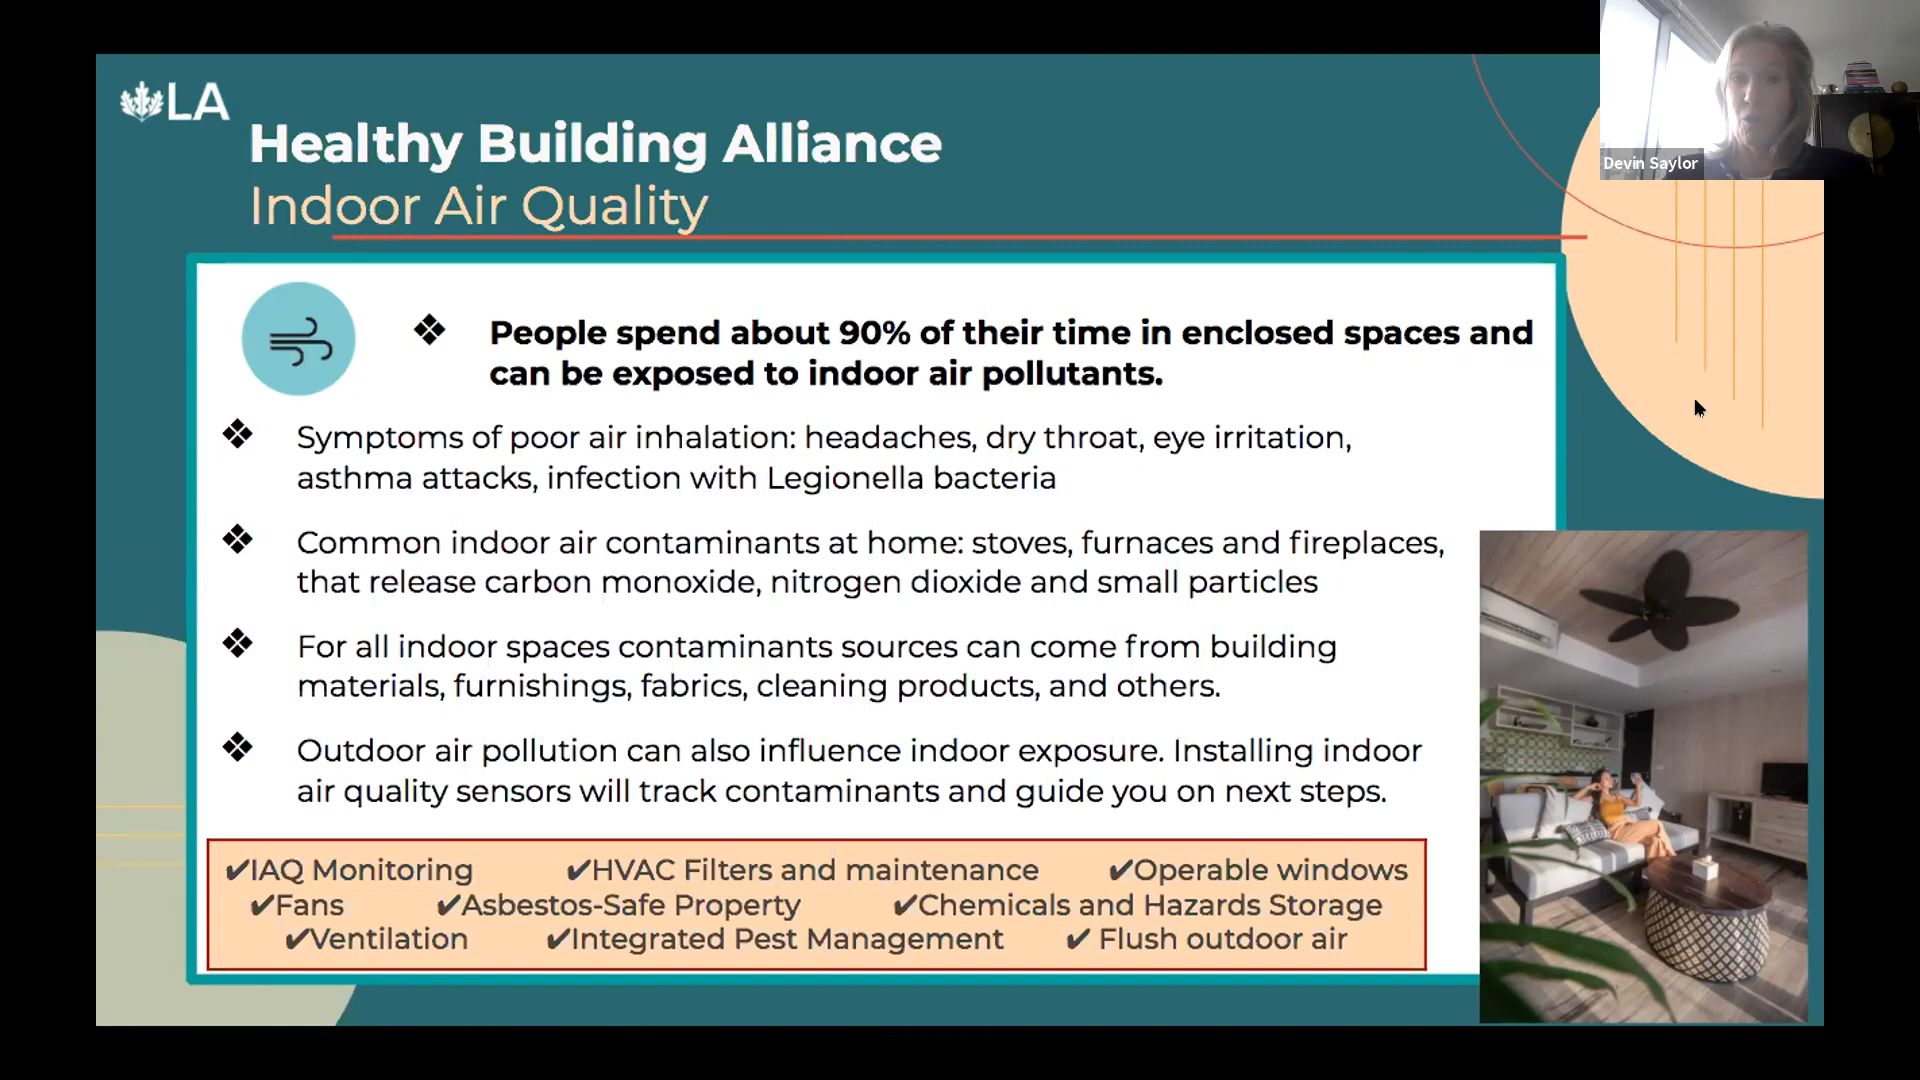 LA
Healthy Building Alliance
Indoor Air Quality
Devin Saylor
❖ People spend about 90% of their time in enclosed spaces and
can be exposed to indoor air pollutants.
❖ Symptoms of poor air inhalation: headaches, dry throat, eye irritation,
asthma attacks, infection with Legionella bacteria
❖ Common indoor air contaminants at home: stoves, furnaces and fireplaces,
that release carbon monoxide, nitrogen dioxide and small particles
❖ For all indoor spaces contaminants sources can come from building
materials, furnishings, fabrics, cleaning products, and others.
❖ Outdoor air pollution can also influence indoor exposure. Installing indoor
air quality sensors will track contaminants and guide you on next steps.
✔IAQ Monitoring ✔HVAC Filters and maintenance ✔Operable windows
✔Fans ✔Asbestos-Safe Property ✔Chemicals and Hazards Storage
✔Ventilation ✔Integrated Pest Management ✔ Flush outdoor air